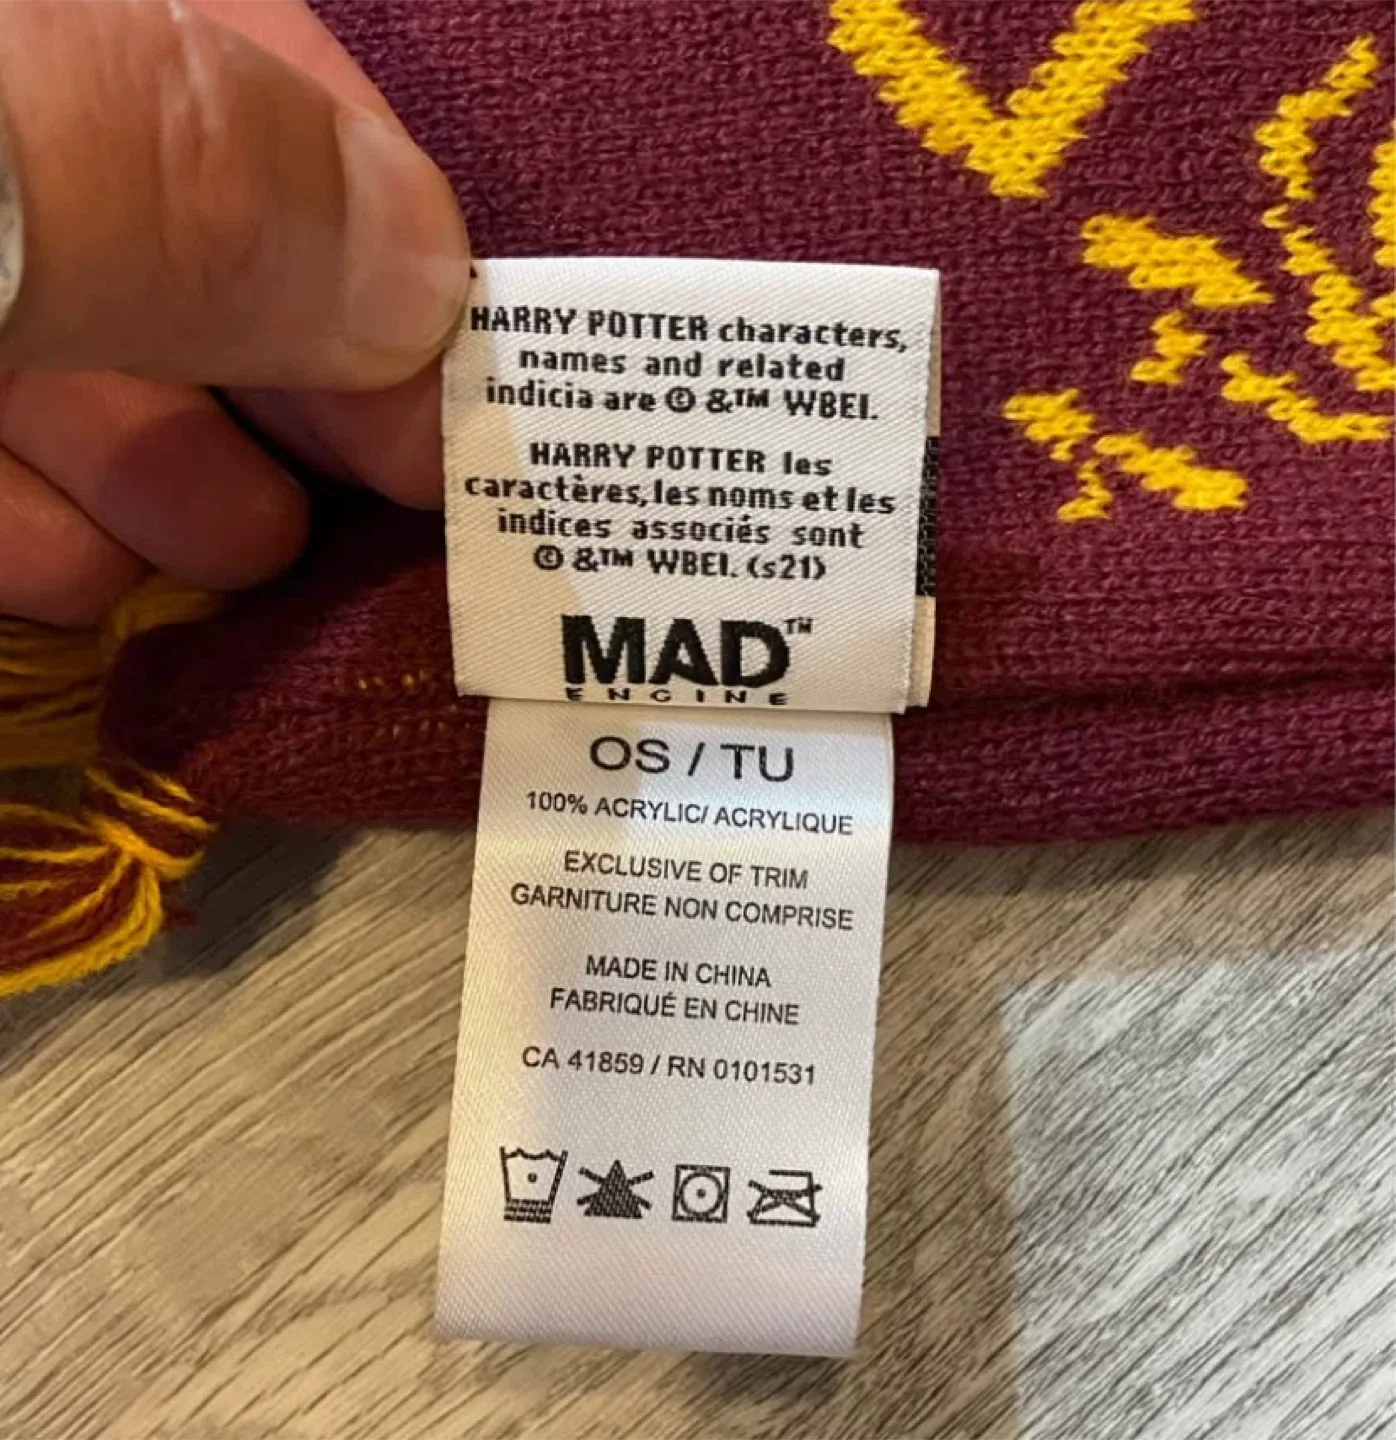 HARRY POTTER characters,
names and related
indicia are © &™ WBEI.
HARRY POTTER les
caractères, les noms et les
indices associés sont
© &™ WBEI. (s21)
MAD™
ENGINE
OS / TU
100% ACRYLIC/ ACRYLIQUE
EXCLUSIVE OF TRIM
GARNITURE NON COMPRISE
MADE IN CHINA
FABRIQUÉ EN CHINE
CA 41859 / RN 0101531